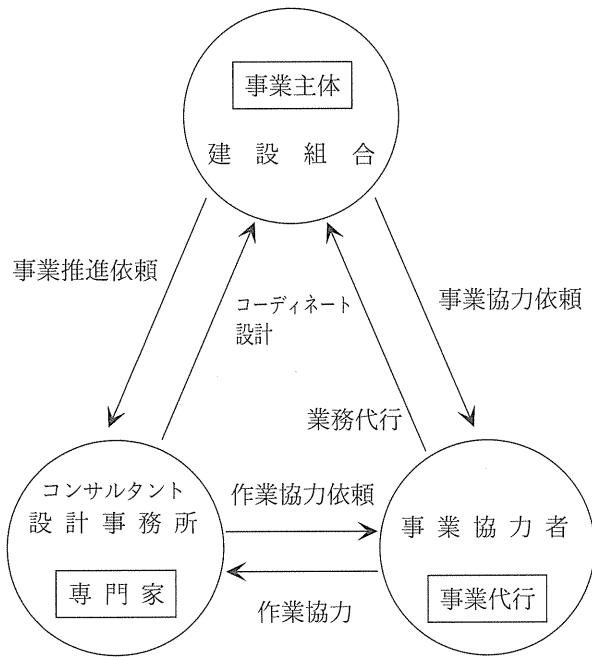 事業主体
建設組合
事業推進依頼
事業協力依頼
コーディネート
設計
業務代行
コンサルタント
設計事務所
専門家
作業協力依頼
作業協力
事業協力者
事業代行